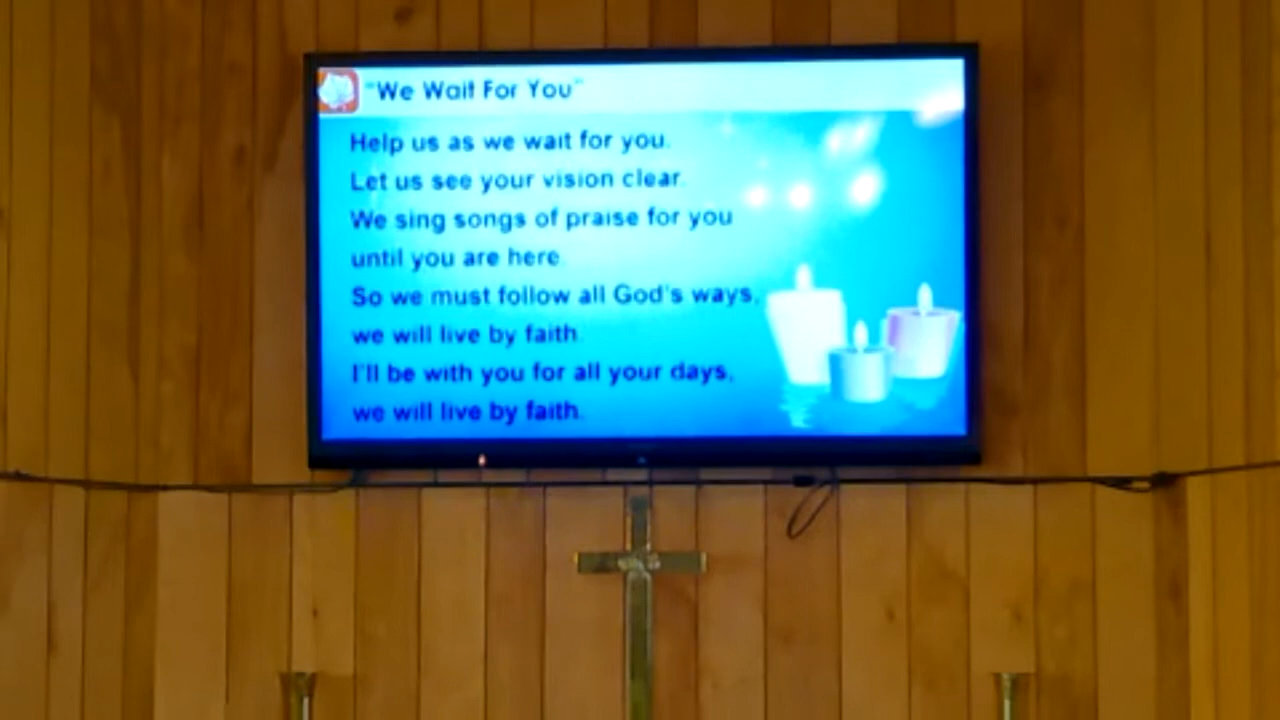 "We Wait For You"
Help us as we wait for you.
Let us see your vision clear.
We sing songs of praise for you
until you are here.
So we must follow all God's ways,
we will live by faith.
I'll be with you for all your days,
we will live by faith.